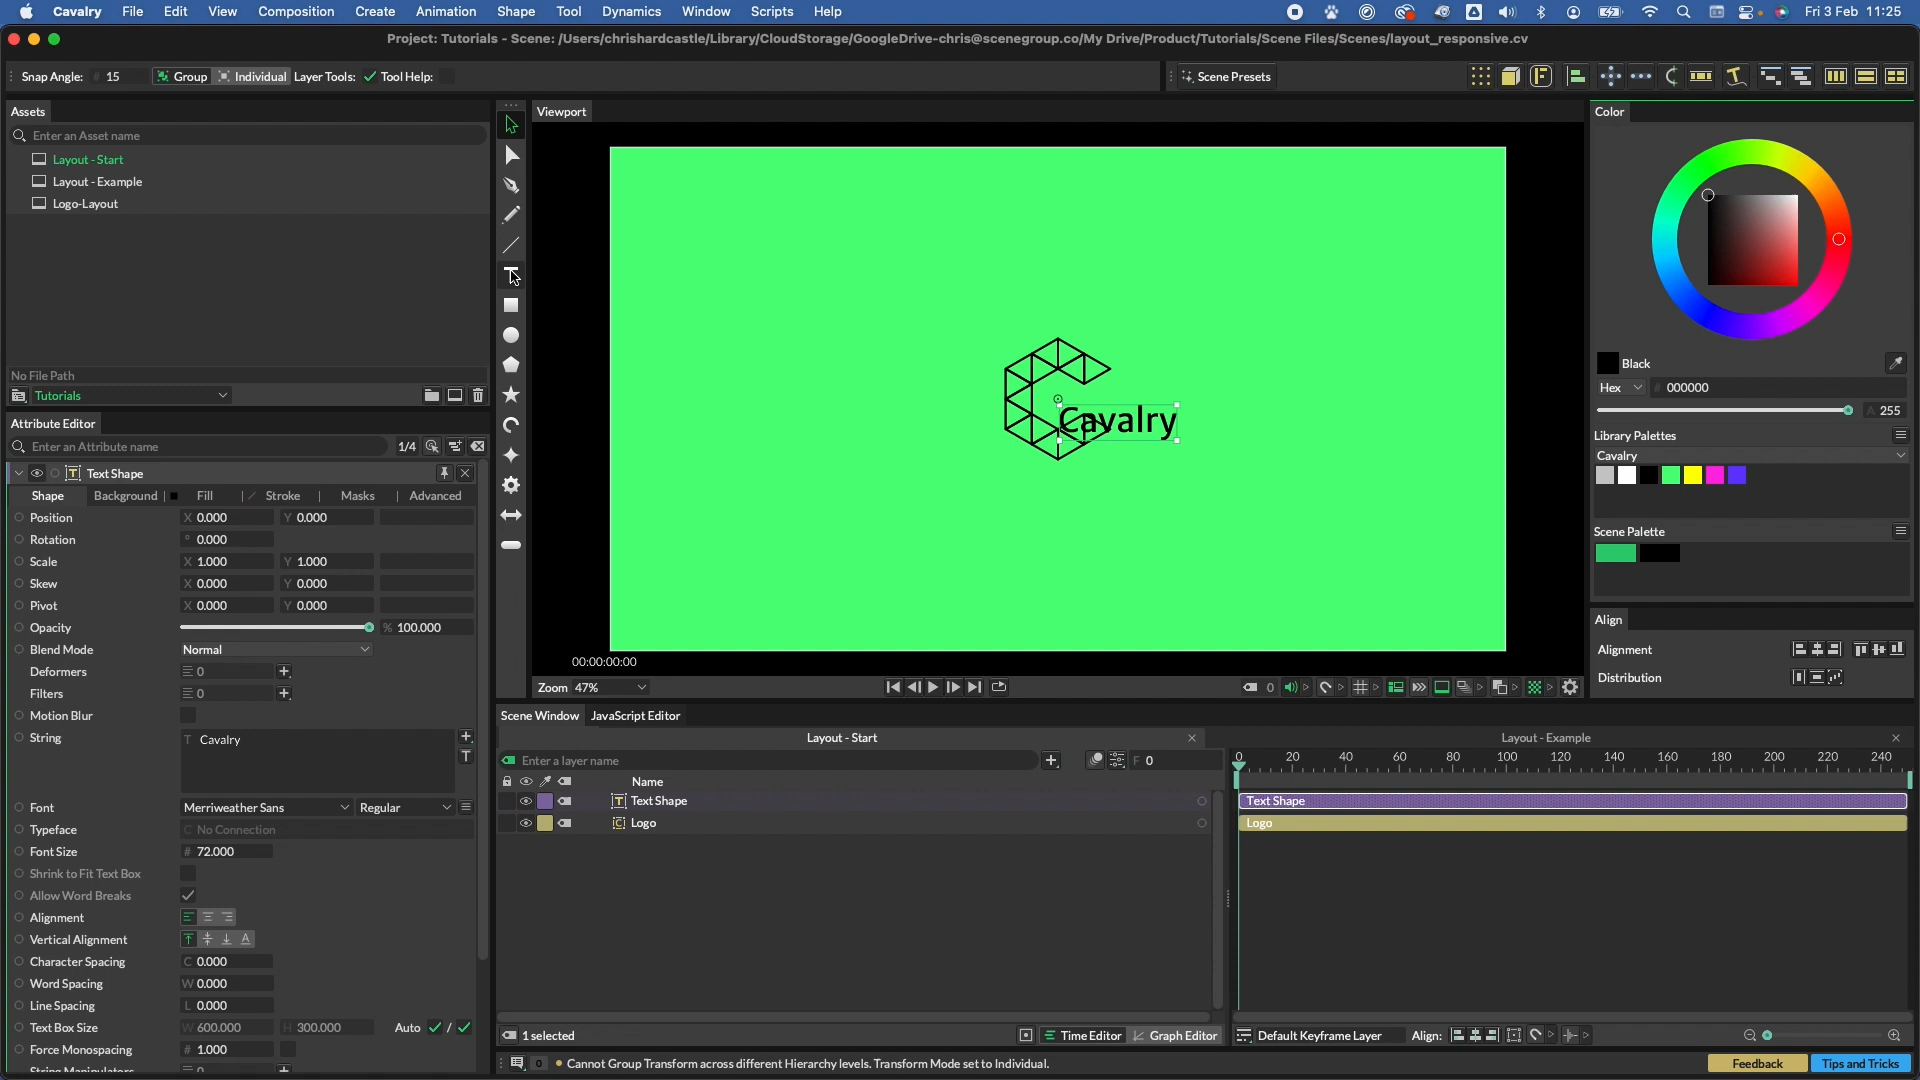 Cavalry File Edit View Composition Create Animation Shape Tool Dynamics Window Scripts Help Fri 3 Feb 11:25
Project: Tutorials - Scene: /Users/chrishardcastle/Library/CloudStorage/GoogleDrive-chris@scenegroup.co/My Drive/Product/Tutorials/Scene Files/Scenes/layout_responsive.cv
Snap Angle: 15 Group Individual Layer Tools: Tool Help: Scene Presets
Assets
Enter an Asset name
Layout - Start
Layout - Example
Logo-Layout
No File Path
Tutorials
Attribute Editor
Enter an Attribute name 1/4
Text Shape
Shape Background Fill Stroke Masks Advanced
Position X 0.000 Y 0.000
Rotation ° 0.000
Scale X 1.000 Y 1.000
Skew X 0.000 Y 0.000
Pivot X 0.000 Y 0.000
Opacity % 100.000
Blend Mode Normal
Deformers 0
Filters 0
Motion Blur
String T Cavalry
Font Merriweather Sans Regular
Typeface C No Connection
Font Size # 72.000
Shrink to Fit Text Box
Allow Word Breaks
Alignment
Vertical Alignment
Character Spacing C 0.000
Word Spacing W 0.000
Line Spacing L 0.000
Text Box Size W 600.000 H 300.000 Auto /
Force Monospacing # 1.000
String Manipulators 0
Viewport
Cavalry
00:00:00:00
Zoom 47% 0
Color
Black
Hex # 000000
A 255
Library Palettes
Cavalry
Scene Palette
Align
Alignment
Distribution
Scene Window JavaScript Editor
Layout - Start Layout - Example
Enter a layer name F 0
0 20 40 60 80 100 120 140 160 180 200 220 240
Name
Text Shape Text Shape
Logo Logo
1 selected Time Editor Graph Editor Default Keyframe Layer Align:
0 Cannot Group Transform across different Hierarchy levels. Transform Mode set to Individual. Feedback Tips and Tricks